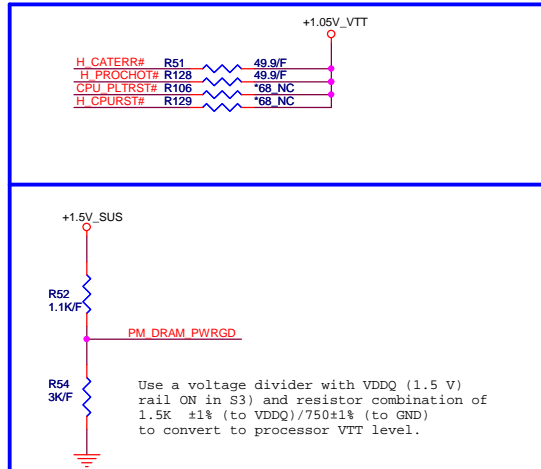 +1.05V_VTT
H_CATERR# R51 49.9/F
H_PROCHOT# R128 49.9/F
CPU_PLTRST# R106 *68_NC
H_CPURST# R129 *68_NC
+1.5V_SUS
R52
1.1K/F
PM_DRAM_PWRGD
R54
3K/F
Use a voltage divider with VDDQ (1.5 V)
rail ON in S3) and resistor combination of
1.5K ±1% (to VDDQ)/750±1% (to GND)
to convert to processor VTT level.